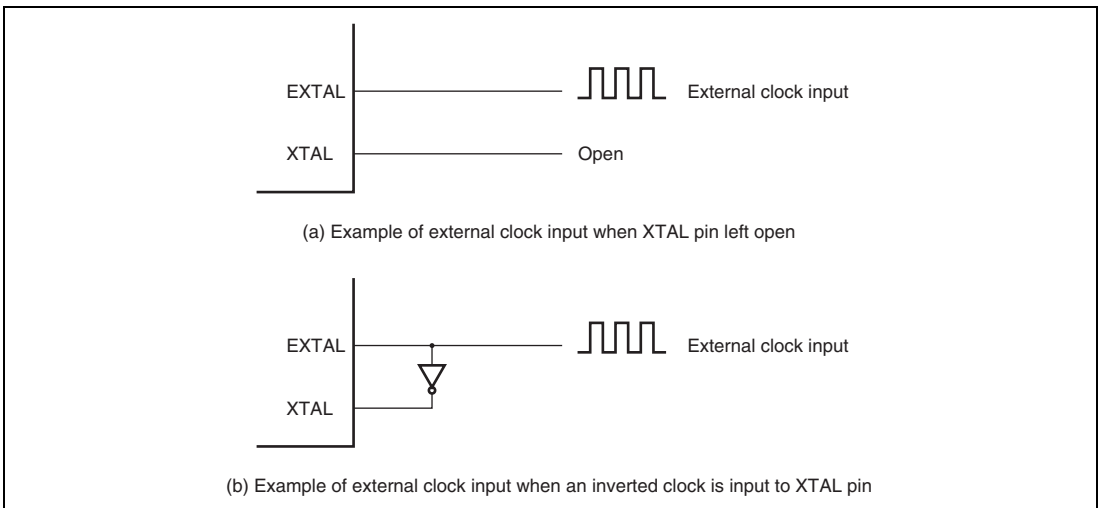 EXTAL
External clock input
XTAL
Open
(a) Example of external clock input when XTAL pin left open
EXTAL
External clock input
XTAL
(b) Example of external clock input when an inverted clock is input to XTAL pin